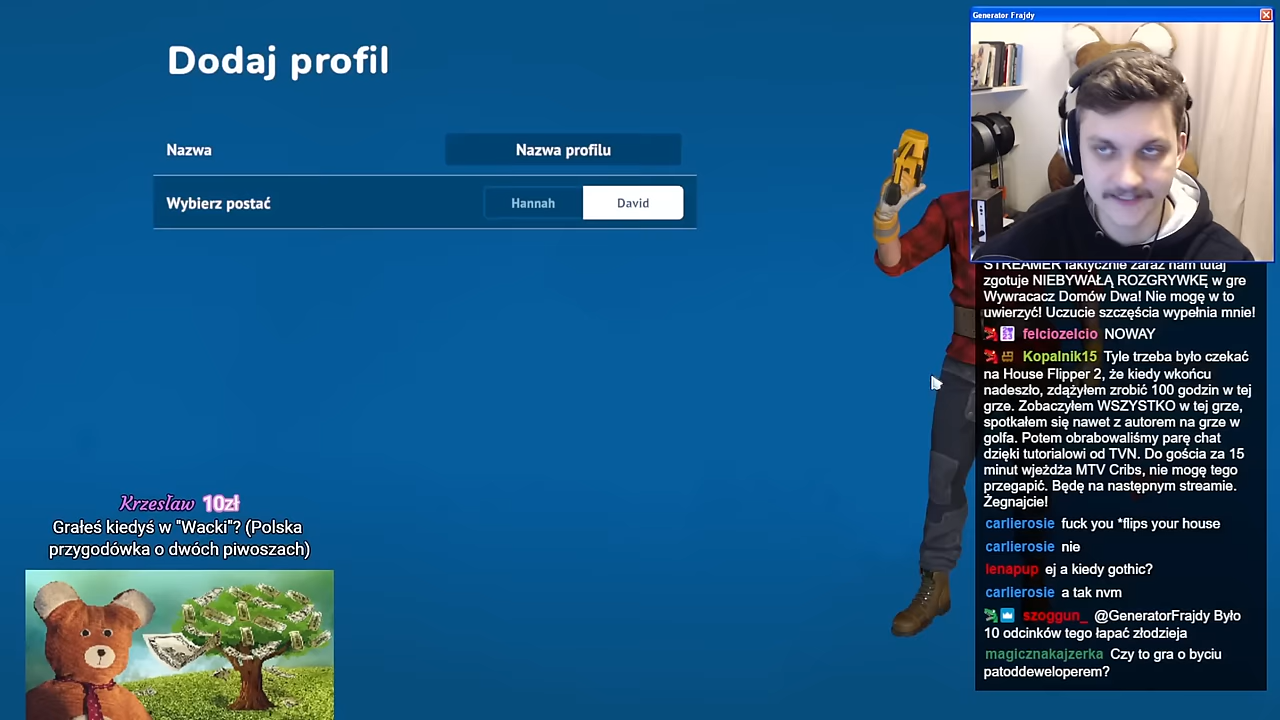 Dodaj profil
Nazwa
Nazwa profilu
Wybierz postać
Hannah
David
Krzesław 10zł
Grałeś kiedyś w "Wacki"? (Polska
przygodówka o dwóch piwoszach)
Generator Frajdy
STREAMER faktycznie zaraz nam tutaj
zgotuje NIEBYWAŁĄ ROZGRYWKĘ w gre
Wywracacz Domów Dwa! Nie mogę w to
uwierzyć! Uczucie szczęścia wypełnia mnie!
felciozelcio NOWAY
Kopalnik15 Tyle trzeba było czekać
na House Flipper 2, że kiedy wkońcu
nadeszło, zdążyłem zrobić 100 godzin w tej
grze. Zobaczyłem WSZYSTKO w tej grze,
spotkałem się nawet z autorem na grze w
golfa. Potem obrabowaliśmy parę chat
dzięki tutorialowi od TVN. Do gościa za 15
minut wjeżdża MTV Cribs, nie mogę tego
przegapić. Będę na następnym streamie.
Żegnajcie!
carlierosie fuck you *flips your house
carlierosie nie
lenapup ej a kiedy gothic?
carlierosie a tak nvm
szoggun_ @GeneratorFrajdy Było
10 odcinków tego łapać złodzieja
magicznakajzerka Czy to gra o byciu
patoddeweloperem?